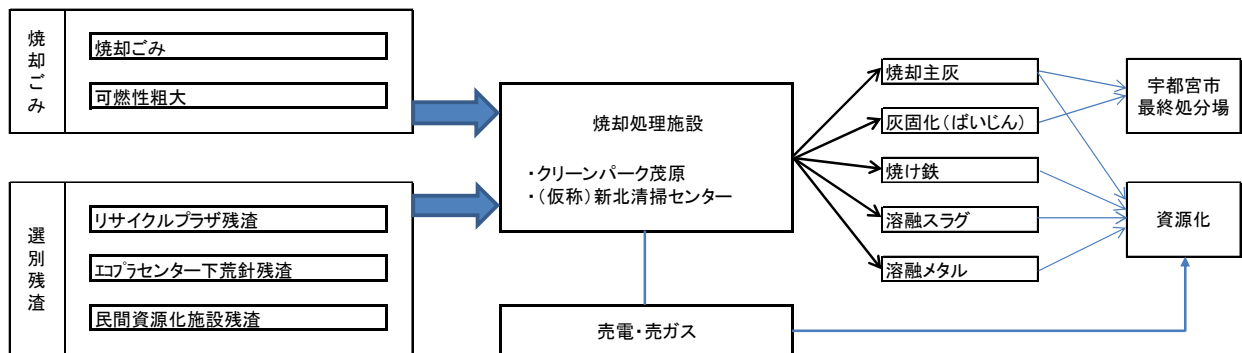 焼却ごみ
焼却ごみ
可燃性粗大
選別残渣
リサイクルプラザ残渣
エコプラセンター下荒針残渣
民間資源化施設残渣
焼却処理施設
・クリーンパーク茂原
・(仮称)新北清掃センター
売電・売ガス
焼却主灰
灰固化(ばいじん)
焼け鉄
溶融スラグ
溶融メタル
宇都宮市
最終処分場
資源化